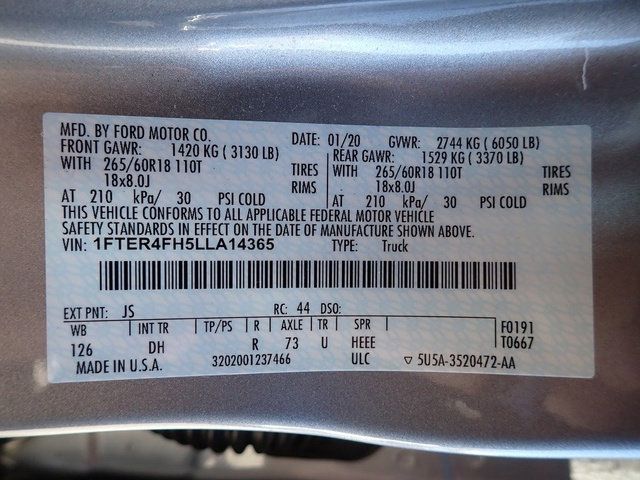 MFD. BY FORD MOTOR CO. DATE: 01/20 GVWR: 2744 KG ( 6050 LB)
FRONT GAWR: 1420 KG ( 3130 LB) REAR GAWR: 1529 KG ( 3370 LB)
WITH 265/60R18 110T TIRES WITH 265/60R18 110T TIRES
18x8.0J RIMS 18x8.0J RIMS
AT 210 kPa/ 30 PSI COLD AT 210 kPa/ 30 PSI COLD
THIS VEHICLE CONFORMS TO ALL APPLICABLE FEDERAL MOTOR VEHICLE
SAFETY STANDARDS IN EFFECT ON THE DATE OF MANUFACTURE SHOWN ABOVE.
VIN: 1FTER4FH5LLA14365 TYPE: Truck
EXT PNT: JS RC: 44 DSO:
WB INT TR TP/PS R AXLE TR SPR F0191
126 DH R 73 U HEEE T0667
MADE IN U.S.A. 3202001237466 ULC ▽ 5U5A-3520472-AA